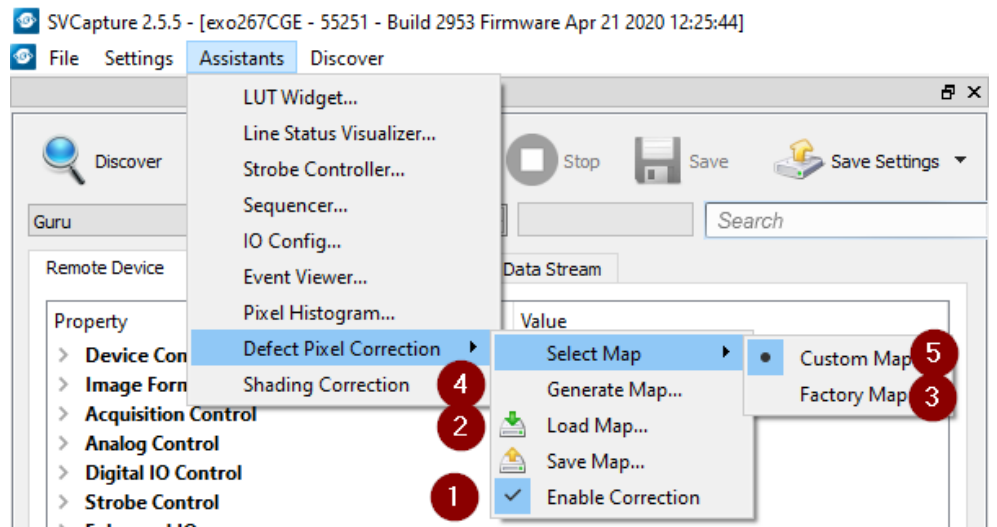 SVCapture 2.5.5 - [exo267CGE - 55251 - Build 2953 Firmware Apr 21 2020 12:25:44]
File Settings Assistants Discover
LUT Widget...
Line Status Visualizer...
Strobe Controller...
Sequencer...
IO Config...
Event Viewer...
Pixel Histogram...
Defect Pixel Correction
Shading Correction
Discover
Stop
Save
Save Settings
Guru
Search
Remote Device
Data Stream
Property
Value
Device Con
Image Form
Acquisition Control
Analog Control
Digital IO Control
Strobe Control
Select Map
Generate Map...
Load Map...
Save Map...
Enable Correction
Custom Map
Factory Map
4
2
1
5
3